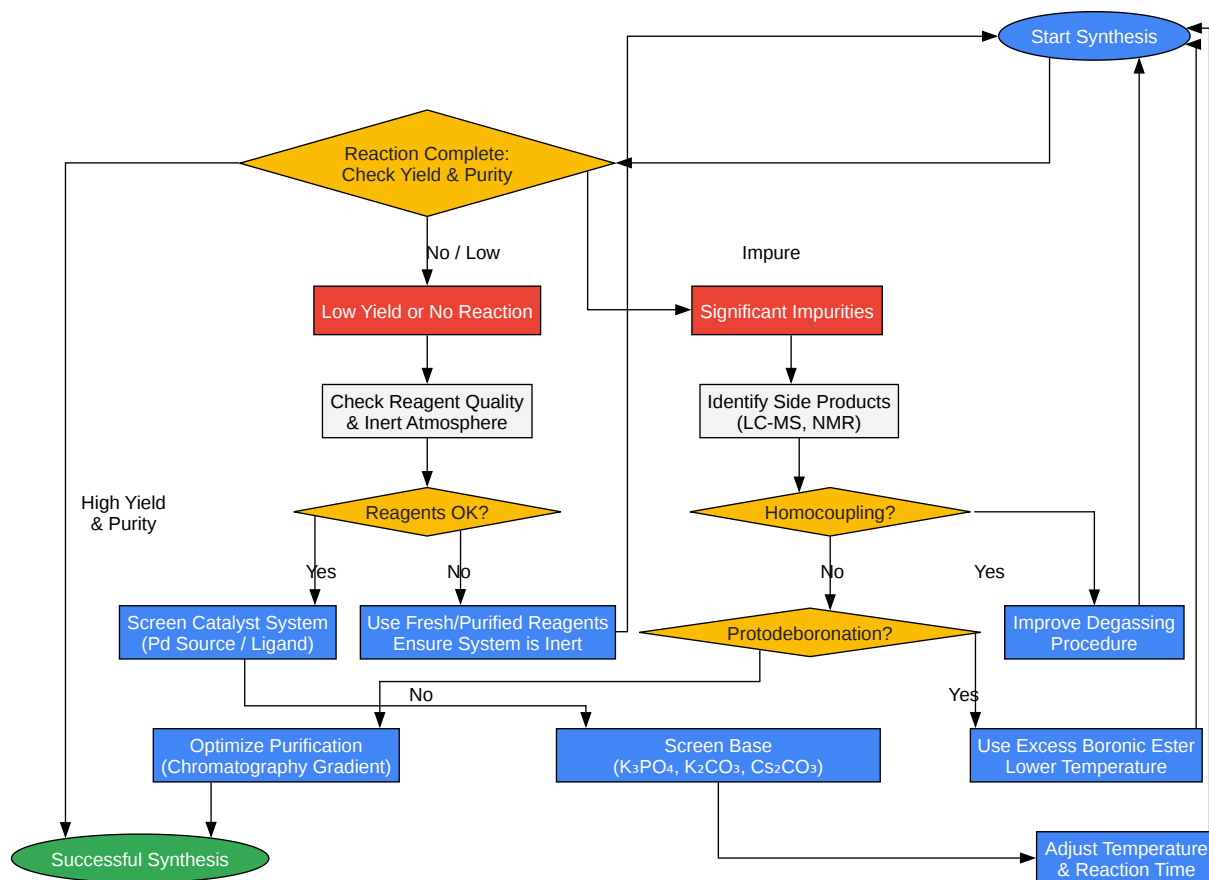 Start Synthesis
Reaction Complete:
Check Yield & Purity
No / Low
Impure
Low Yield or No Reaction
Significant Impurities
Check Reagent Quality
& Inert Atmosphere
Identify Side Products
(LC-MS, NMR)
High Yield
& Purity
Reagents OK?
Homocoupling?
Yes
No
No
Yes
Screen Catalyst System
(Pd Source / Ligand)
Use Fresh/Purified Reagents
Ensure System is Inert
Protodeboronation?
Improve Degassing
Procedure
No
Yes
Optimize Purification
(Chromatography Gradient)
Screen Base
(K₃PO₄, K₂CO₃, Cs₂CO₃)
Use Excess Boronic Ester
Lower Temperature
Successful Synthesis
Adjust Temperature
& Reaction Time